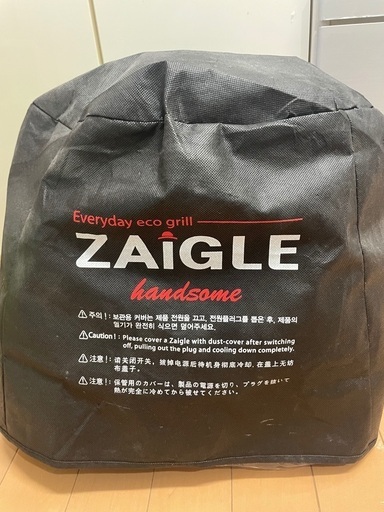 Everyday eco grill
ZAIGLE
handsome
⚠주의! : 보관용 커버는 제품 전원을 끄고, 전원플러그를 뽑은 후, 제품의
열기가 완전히 식으면 덮어주세요.
⚠Caution! : Please cover a Zaigle with dust-cover after switching
off, pulling out the plug and cooling down completely.
⚠注意! : 请关闭开关, 拔掉电源后待机身彻底冷却, 在盖上无纺
布盖子.
⚠注意! : 保管用のカバーは、製品の電源を切り、プラグを抜いて
熱が完全に冷めてから被せてください.